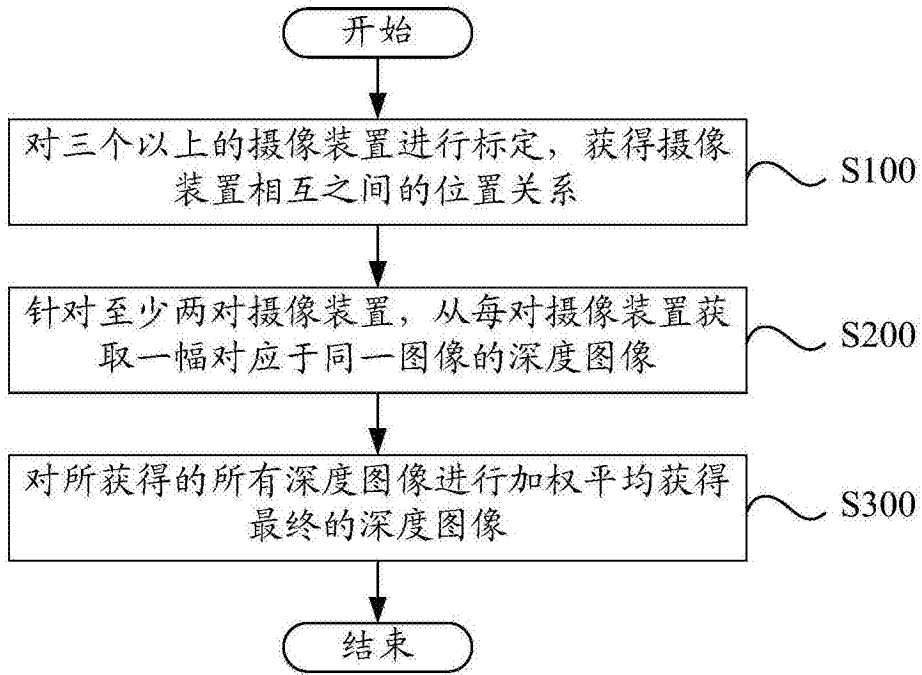 开始
对三个以上的摄像装置进行标定，获得摄像
装置相互之间的位置关系
S100
针对至少两对摄像装置，从每对摄像装置获
取一幅对应于同一图像的深度图像
S200
对所获得的所有深度图像进行加权平均获得
最终的深度图像
S300
结束